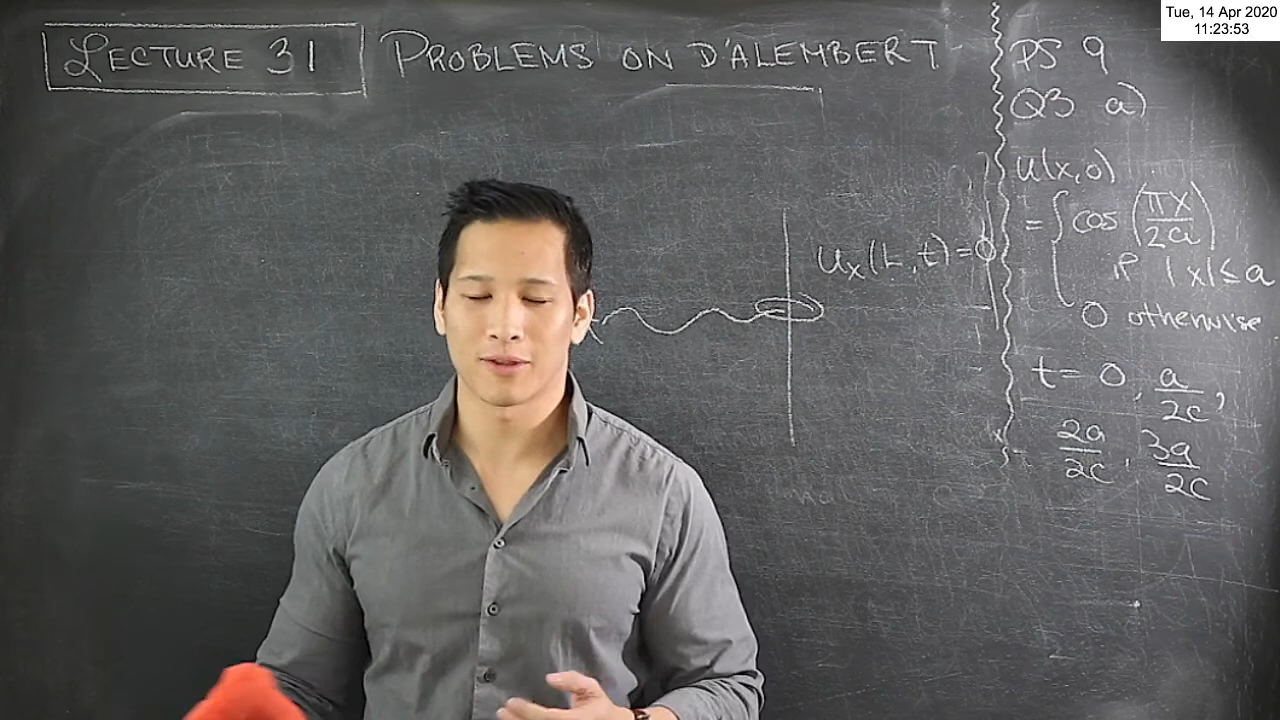 Tue, 14 Apr 2020
11:23:53
LECTURE 31
PROBLEMS ON D'ALEMBERT
PS 9
Q3 a)
u(x,0)
= { cos (πx/2a)
if |x| ≤ a
0 otherwise
t = 0, a/2c,
2a/2c, 3a/2c
u_x(L,t)=0